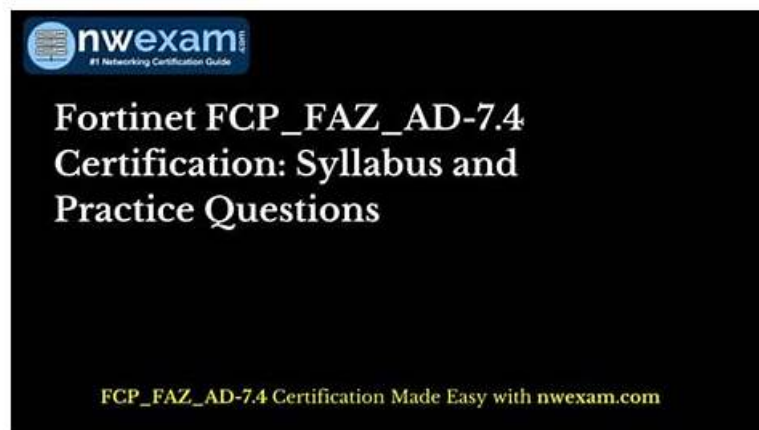 nwexam .com
#1 Networking Certification Guide
Fortinet FCP_FAZ_AD-7.4
Certification: Syllabus and
Practice Questions
FCP_FAZ_AD-7.4 Certification Made Easy with nwexam.com